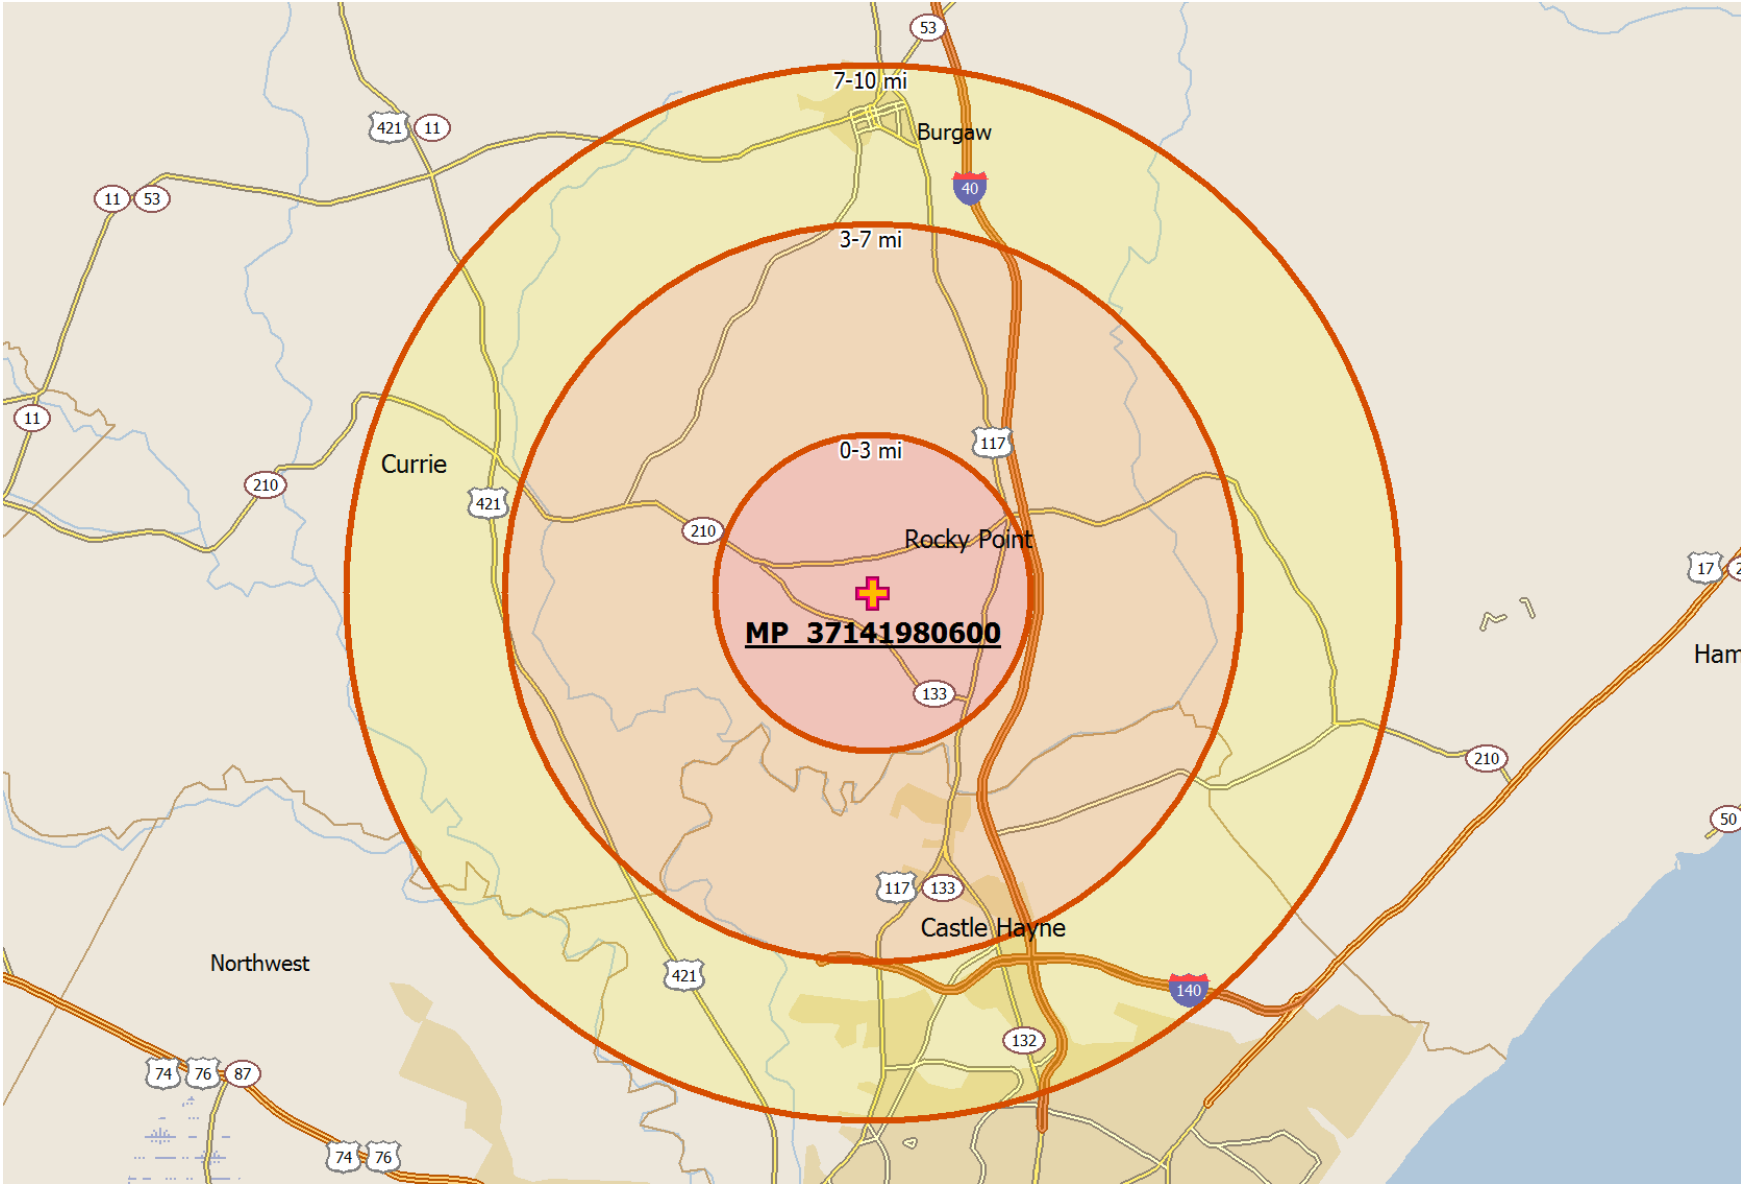 53
7-10 mi
421 11
Burgaw
11 53
40
3-7 mi
11
117
0-3 mi
Currie
210
421
210
Rocky Point
17 2
MP 37141980600
Ham
133
210
50
117 133
Castle Hayne
Northwest
421
140
132
74 76 87
74 76